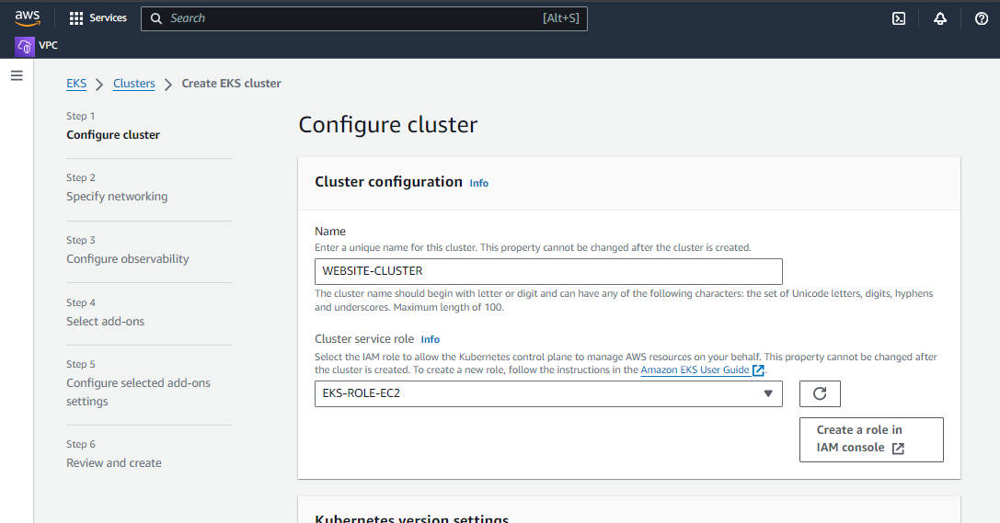 aws
Services
Search
[Alt+S]
VPC
EKS
Clusters
Create EKS cluster
Step 1
Configure cluster
Step 2
Specify networking
Step 3
Configure observability
Step 4
Select add-ons
Step 5
Configure selected add-ons
settings
Step 6
Review and create
Configure cluster
Cluster configuration Info
Name
Enter a unique name for this cluster. This property cannot be changed after the cluster is created.
WEBSITE-CLUSTER
The cluster name should begin with letter or digit and can have any of the following characters: the set of Unicode letters, digits, hyphens
and underscores. Maximum length of 100.
Cluster service role Info
Select the IAM role to allow the Kubernetes control plane to manage AWS resources on your behalf. This property cannot be changed after
the cluster is created. To create a new role, follow the instructions in the Amazon EKS User Guide.
EKS-ROLE-EC2
Create a role in
IAM console
Kubernetes version settings